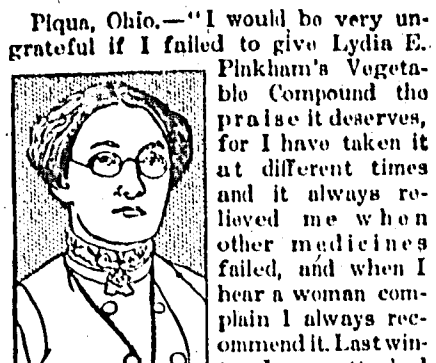 Piqua, Ohio.—"I would be very un-
grateful if I failed to give Lydia E.
Pinkham's Vegeta-
ble Compound the
praise it deserves,
for I have taken it
at different times
and it always re-
lieved me when
other medicines
failed, and when I
hear a woman com-
plain I always rec-
ommend it. Last win-